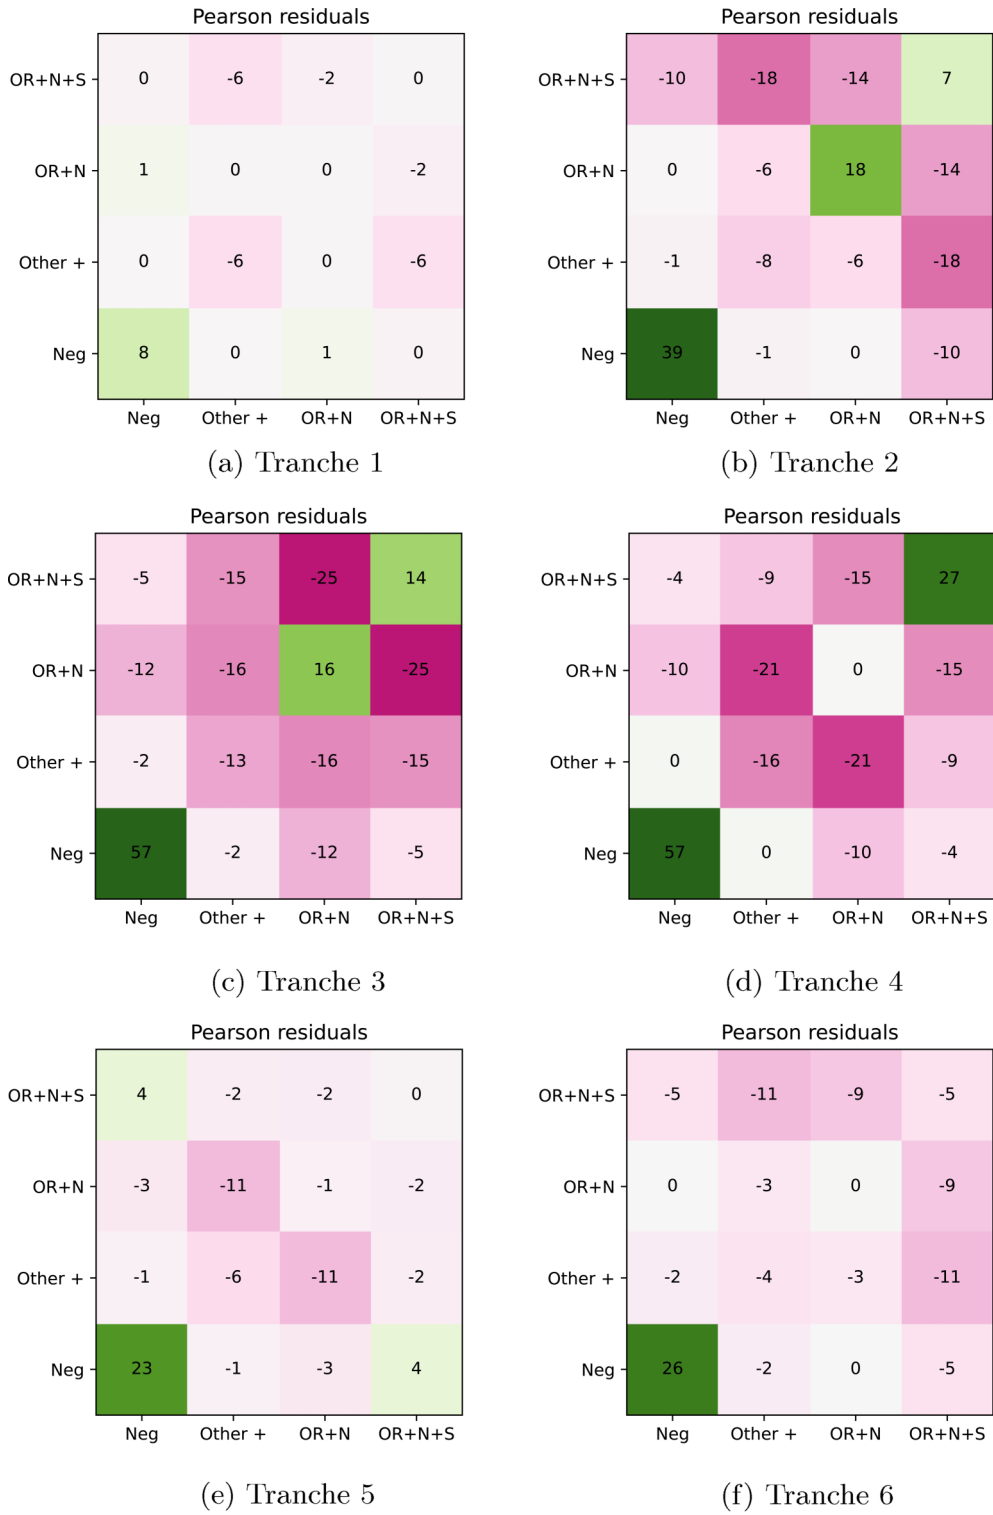 Pearson residuals
OR+N+S 0 -6 -2 0
OR+N 1 0 0 -2
Other + 0 -6 0 -6
Neg 8 0 1 0
Neg Other + OR+N OR+N+S
(a) Tranche 1
Pearson residuals
OR+N+S -10 -18 -14 7
OR+N 0 -6 18 -14
Other + -1 -8 -6 -18
Neg 39 -1 0 -10
Neg Other + OR+N OR+N+S
(b) Tranche 2
Pearson residuals
OR+N+S -5 -15 -25 14
OR+N -12 -16 16 -25
Other + -2 -13 -16 -15
Neg 57 -2 -12 -5
Neg Other + OR+N OR+N+S
(c) Tranche 3
Pearson residuals
OR+N+S -4 -9 -15 27
OR+N -10 -21 0 -15
Other + 0 -16 -21 -9
Neg 57 0 -10 -4
Neg Other + OR+N OR+N+S
(d) Tranche 4
Pearson residuals
OR+N+S 4 -2 -2 0
OR+N -3 -11 -1 -2
Other + -1 -6 -11 -2
Neg 23 -1 -3 4
Neg Other + OR+N OR+N+S
(e) Tranche 5
Pearson residuals
OR+N+S -5 -11 -9 -5
OR+N 0 -3 0 -9
Other + -2 -4 -3 -11
Neg 26 -2 0 -5
Neg Other + OR+N OR+N+S
(f) Tranche 6